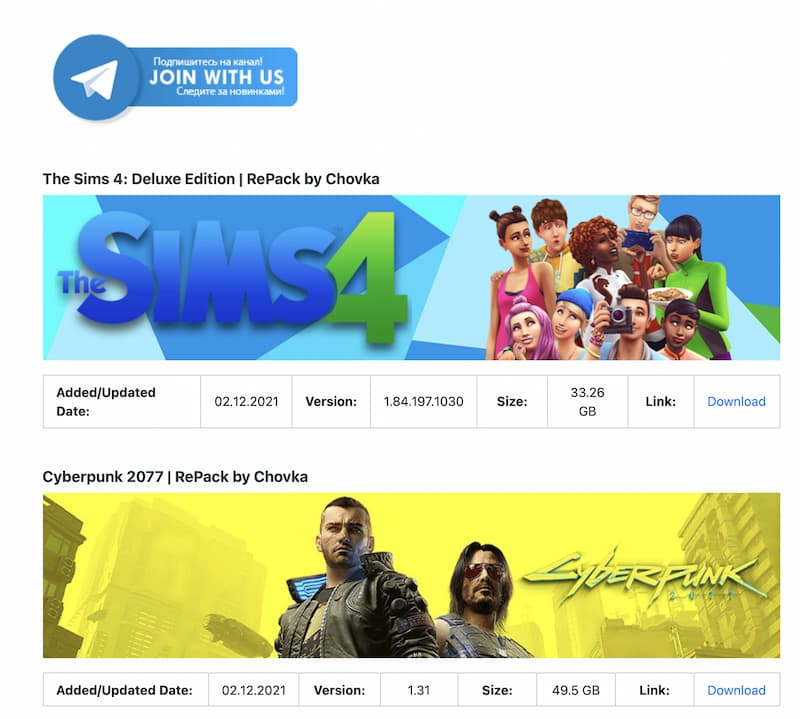 Подпишитесь на канал!
JOIN WITH US
Следите за новинками!
The Sims 4: Deluxe Edition | RePack by Chovka
The SIMS 4
Added/Updated
Date:
02.12.2021
Version:
1.84.197.1030
Size:
33.26
GB
Link:
Download
Cyberpunk 2077 | RePack by Chovka
CYBERPUNK
2077
Added/Updated Date:
02.12.2021
Version:
1.31
Size:
49.5 GB
Link:
Download